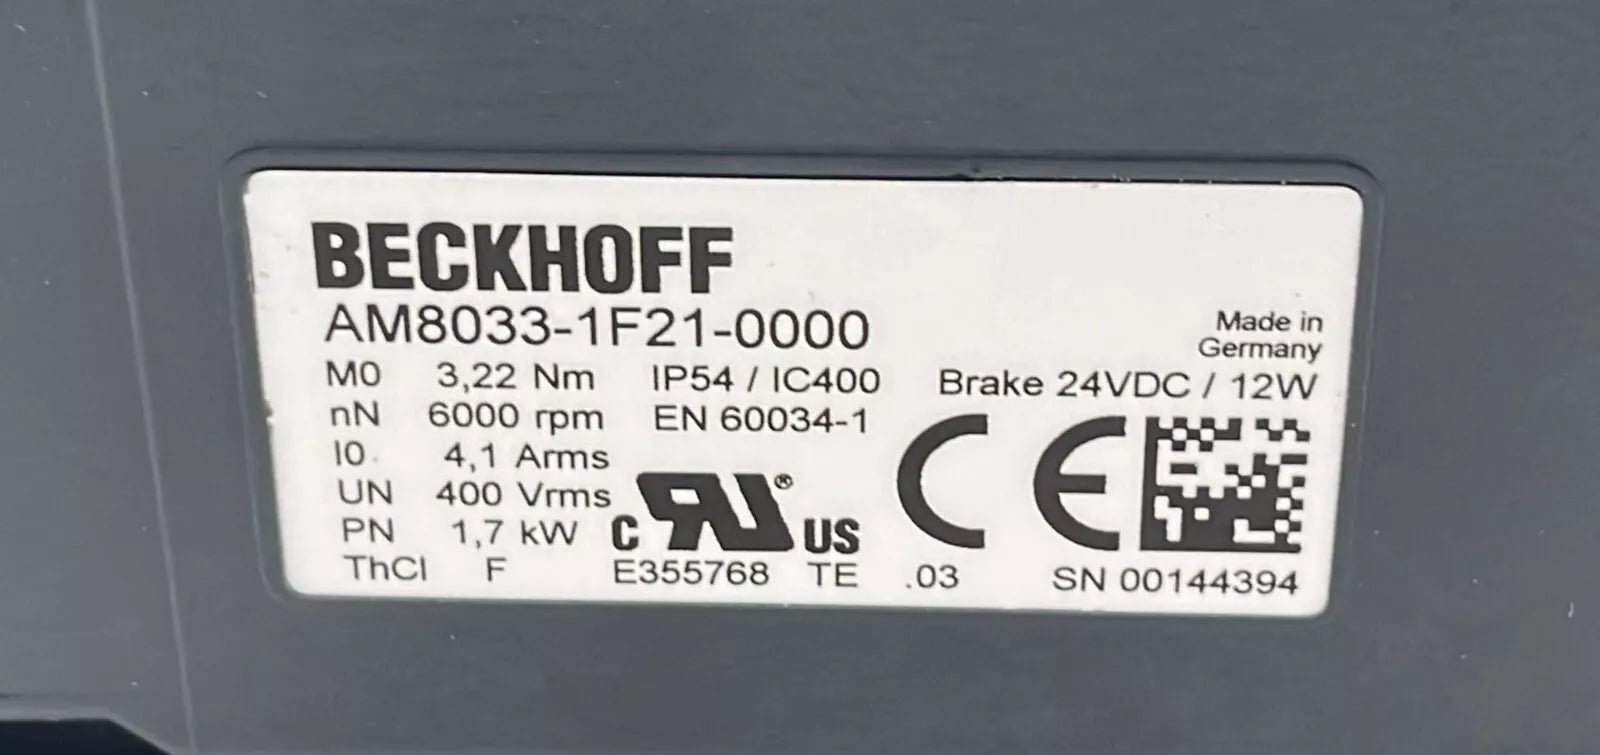 BECKHOFF
AM8033-1F21-0000
Made in
Germany
M0 3,22 Nm IP54 / IC400 Brake 24VDC / 12W
nN 6000 rpm EN 60034-1
I0 4,1 Arms
UN 400 Vrms
PN 1,7 kW
ThCl F
C RU ® US
CE
E355768 TE .03 SN 00144394